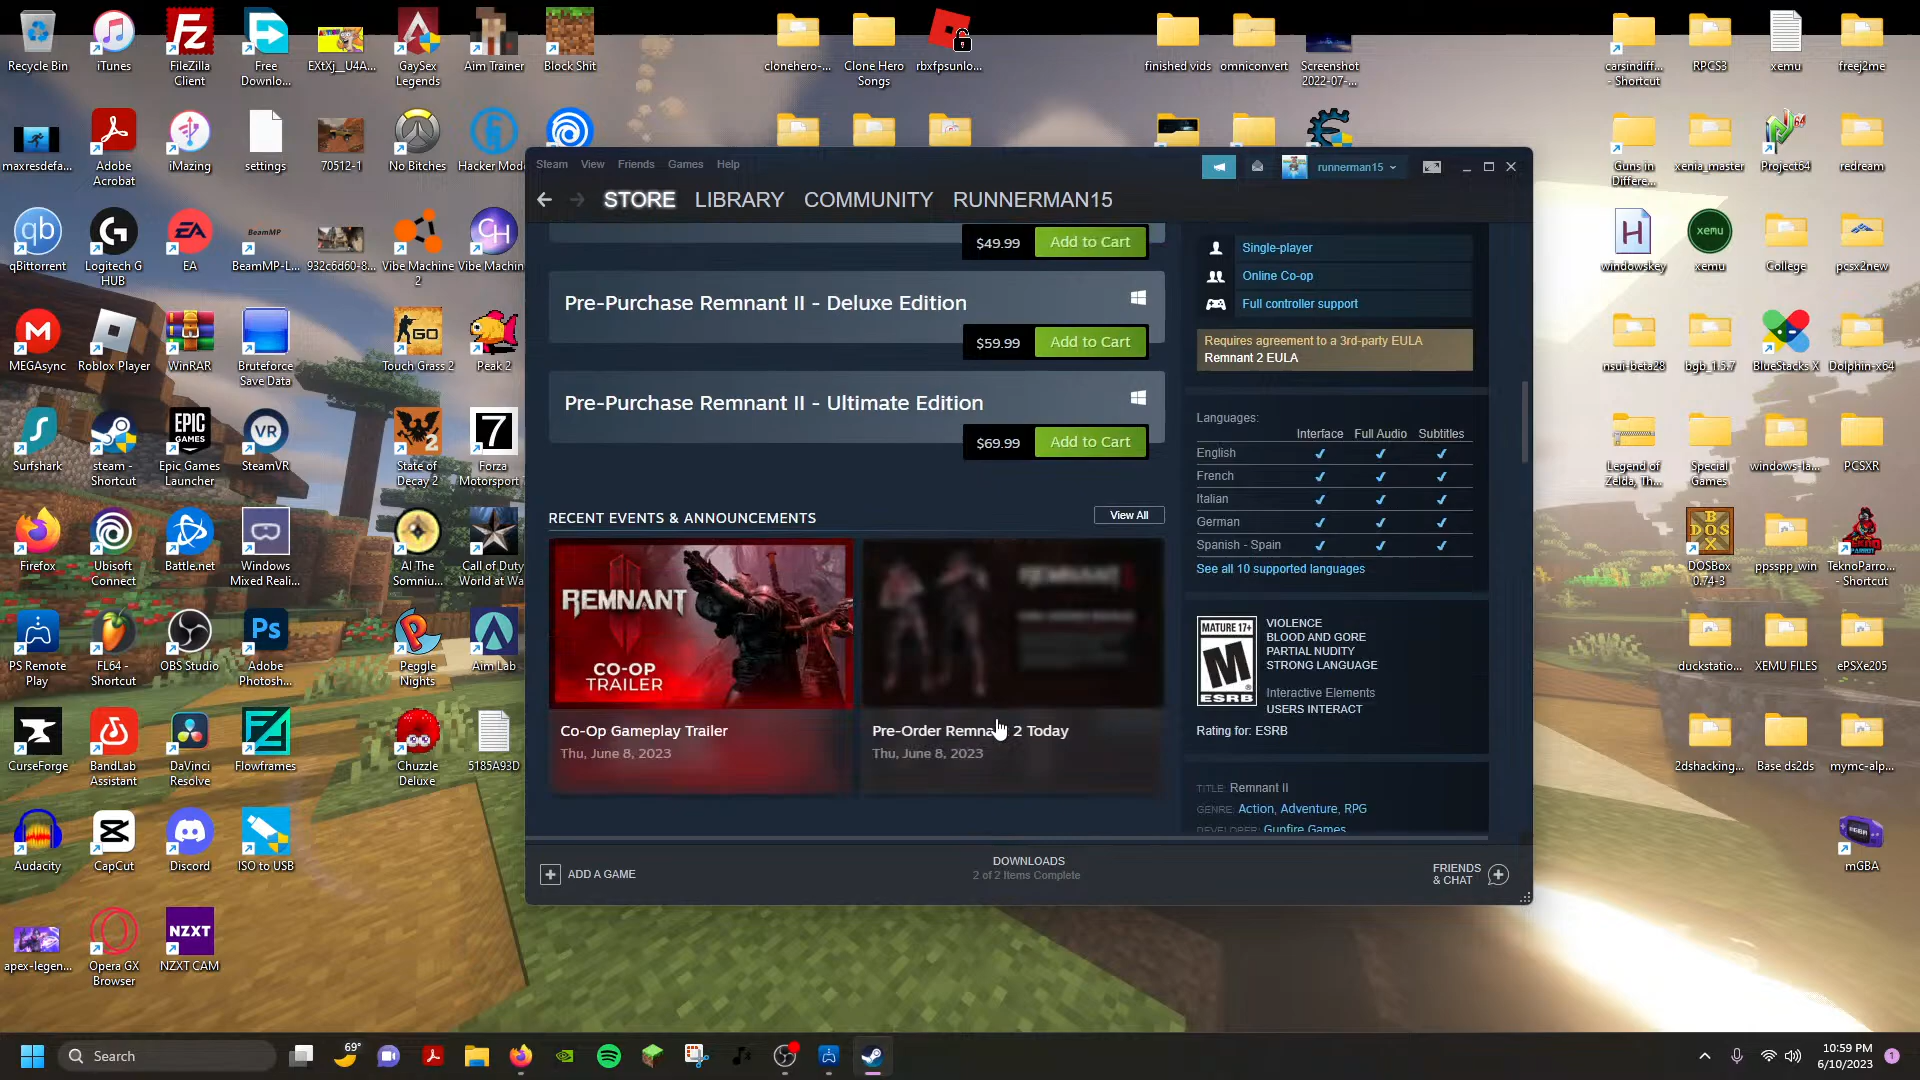 Recycle Bin
iTunes
FileZilla
Client
Free
Downlo...
EXtXj__U4A...
GaySex
Legends
Aim Trainer
Block Shit
clonehero-...
Clone Hero
Songs
rbxfpsunlo...
finished vids
omniconvert
Screenshot
2022-07-...
carsindiff...
- Shortcut
RPCS3
xemu
freej2me
maxresdefa...
Adobe
Acrobat
iMazing
settings
70512-1
No Bitches
Hacker Mode
Guns in
Differe...
xenia_master
Project64
redream
qBittorrent
Logitech G
HUB
EA
BeamMP
BeamMP-L...
932c6d60-8...
Vibe Machine
2
Vibe Machin
windowskey
xemu
College
pcsx2new
MEGAsync
Roblox Player
WinRAR
Bruteforce
Save Data
Touch Grass 2
Peak 2
nsui-beta28
bgb_1.5.7
BlueStacks X
Dolphin-x64
Surfshark
steam -
Shortcut
EPIC
GAMES
Epic Games
Launcher
VR
SteamVR
State of
Decay 2
7
Forza
Motorsport
Legend of
Zelda, Th...
Special
Games
windows-la...
PCSXR
Firefox
Ubisoft
Connect
Battle.net
Windows
Mixed Reali...
AI The
Somniu...
Call of Duty
World at Wa
DOSBox
0.74-3
ppsspp_win
TeknoParro...
- Shortcut
PS Remote
Play
FL64 -
Shortcut
OBS Studio
Ps
Adobe
Photosh...
Peggle
Nights
Aim Lab
duckstatio...
XEMU FILES
ePSXe205
CurseForge
BandLab
Assistant
DaVinci
Resolve
Flowframes
Chuzzle
Deluxe
5185A93D
2dshacking...
Base ds2ds
mymc-alp...
Audacity
CapCut
Discord
ISO to USB
mGBA
apex-legen...
Opera GX
Browser
NZXT
NZXT CAM
Steam View Friends Games Help
runnerman15
STORE LIBRARY COMMUNITY RUNNERMAN15
$49.99 Add to Cart
Pre-Purchase Remnant II - Deluxe Edition
$59.99 Add to Cart
Pre-Purchase Remnant II - Ultimate Edition
$69.99 Add to Cart
RECENT EVENTS & ANNOUNCEMENTS
View All
REMNANT
CO-OP
TRAILER
Co-Op Gameplay Trailer
Thu, June 8, 2023
Pre-Order 2 Today
Thu, June 8, 2023
Single-player
Online Co-op
Full controller support
Requires agreement to a 3rd-party EULA
Remnant 2 EULA
Languages:
Interface Full Audio Subtitles
English ✔ ✔ ✔
French ✔ ✔ ✔
Italian ✔ ✔ ✔
German ✔ ✔ ✔
Spanish - Spain ✔ ✔ ✔
See all 10 supported languages
MATURE 17+
M
ESRB
VIOLENCE
BLOOD AND GORE
PARTIAL NUDITY
STRONG LANGUAGE
Interactive Elements
USERS INTERACT
Rating for: ESRB
TITLE: Remnant II
GENRE: Action, Adventure, RPG
DEVELOPER: Gunfire Games
ADD A GAME
DOWNLOADS
2 of 2 Items Complete
FRIENDS
& CHAT
Search
69°
10:59 PM
6/10/2023
1